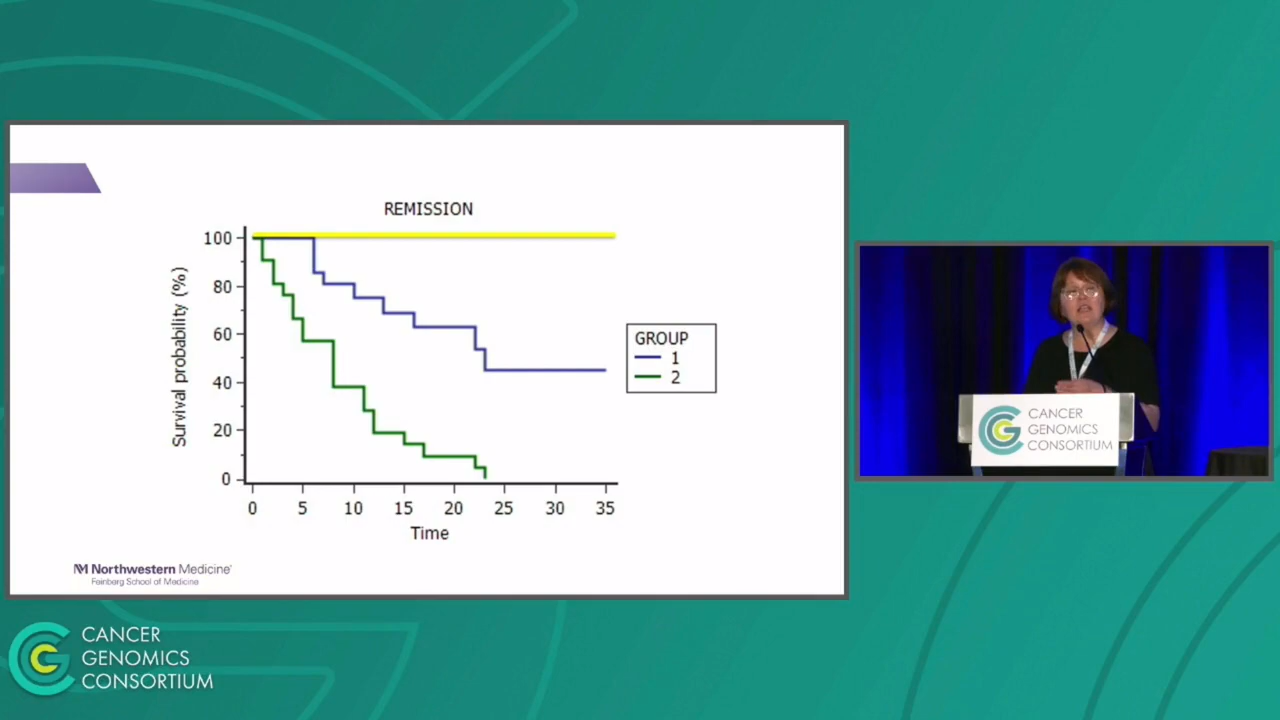 REMISSION
100
80
60
40
20
0
Survival probability (%)
0 5 10 15 20 25 30 35
Time
GROUP
1
2
Northwestern Medicine®
Feinberg School of Medicine
CANCER
GENOMICS
CONSORTIUM
CANCER
GENOMICS
CONSORTIUM